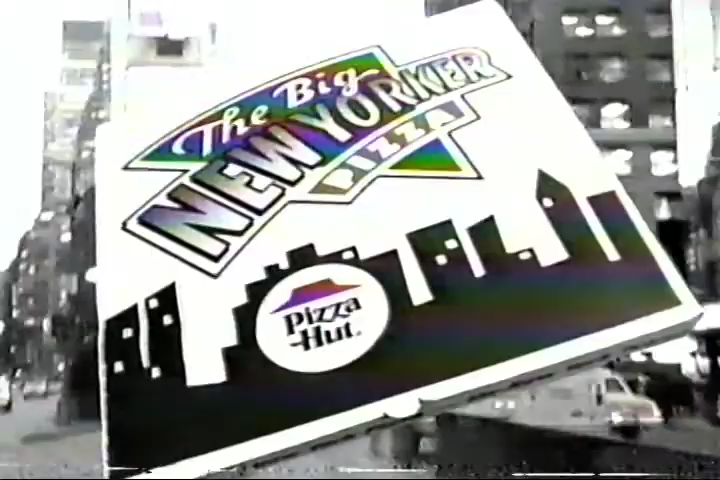 The Big
NEW YORKER
PIZZA
Pizza
Hut.